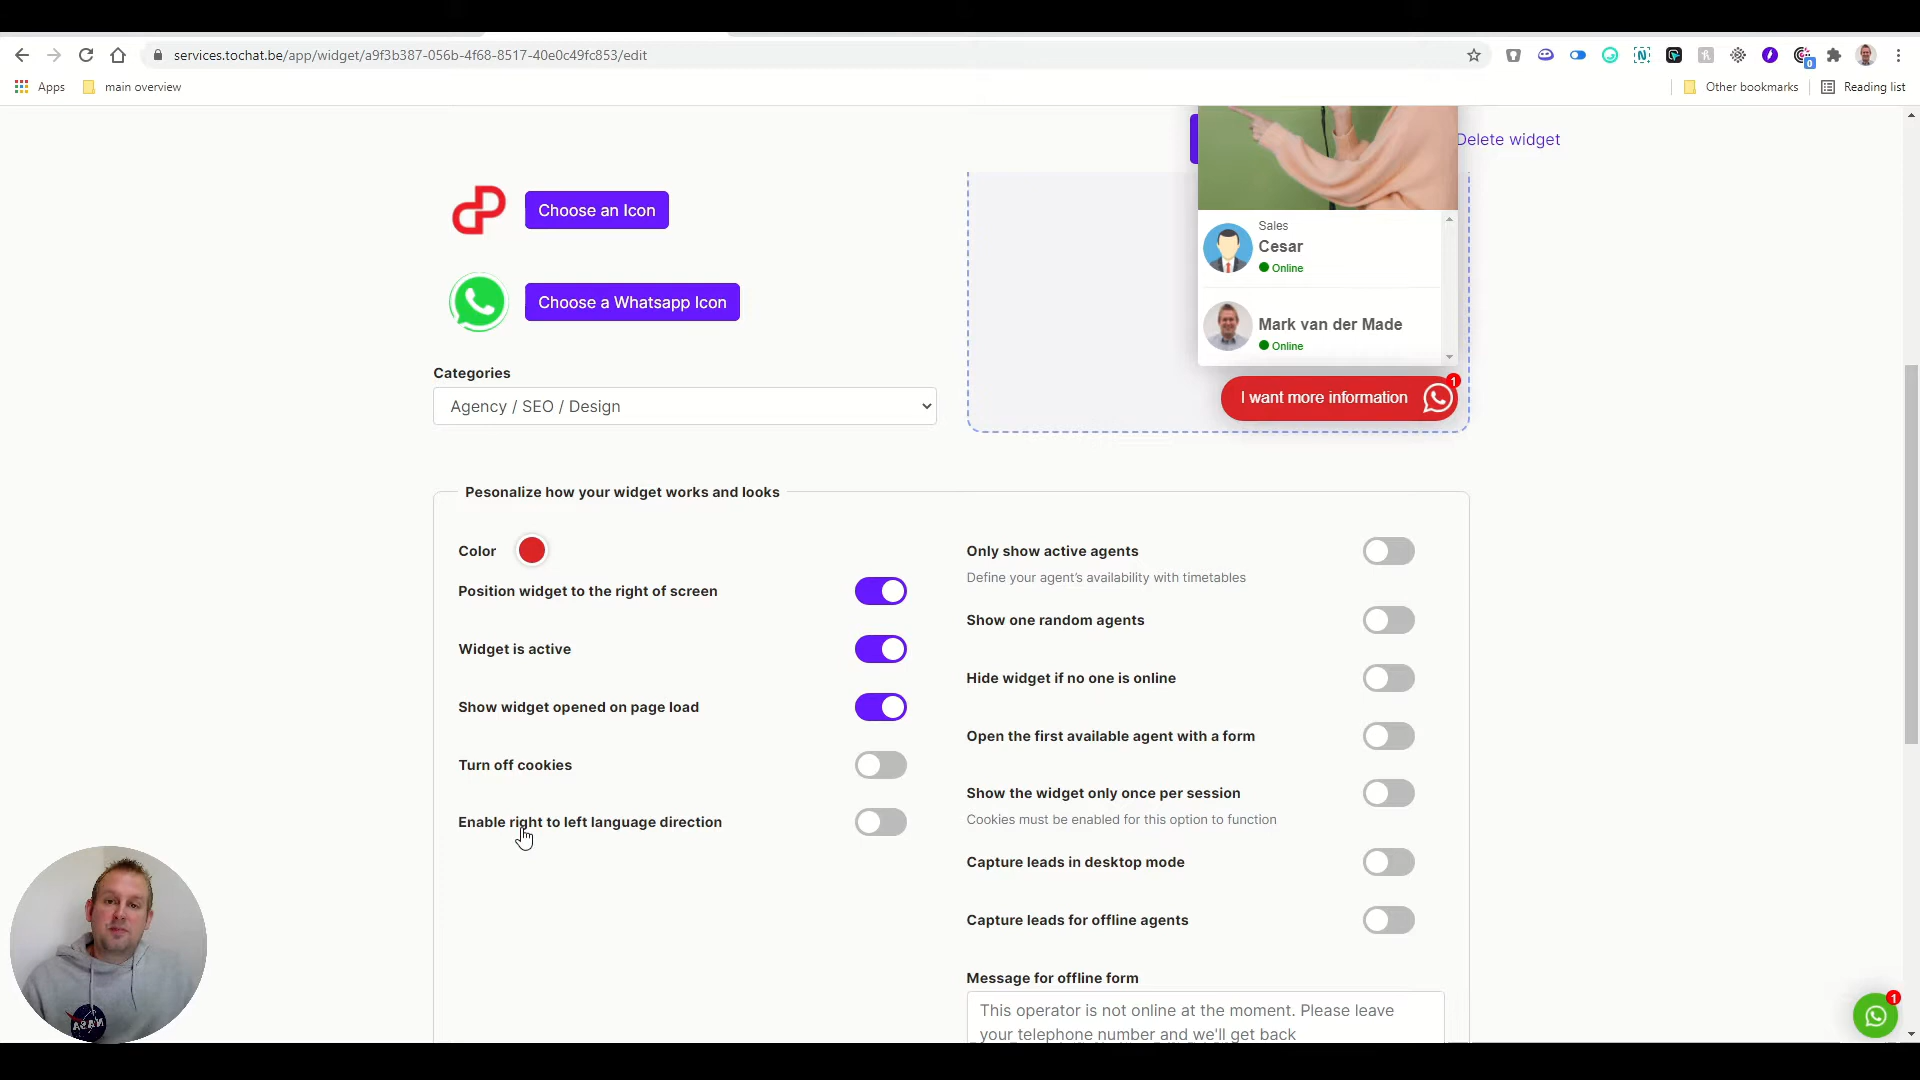 services.tochat.be/app/widget/a9f3b387-056b-4f68-8517-40e0c49fc853/edit
0
Apps
main overview
Other bookmarks
Reading list
Delete widget
Choose an Icon
Choose a Whatsapp Icon
Categories
Agency / SEO / Design
Sales
Cesar
Online
Mark van der Made
Online
I want more information
1
Pesonalize how your widget works and looks
Color
Position widget to the right of screen
Widget is active
Show widget opened on page load
Turn off cookies
Enable right to left language direction
Only show active agents
Define your agent's availability with timetables
Show one random agents
Hide widget if no one is online
Open the first available agent with a form
Show the widget only once per session
Cookies must be enabled for this option to function
Capture leads in desktop mode
Capture leads for offline agents
Message for offline form
This operator is not online at the moment. Please leave
your telephone number and we'll get back
1
NASA